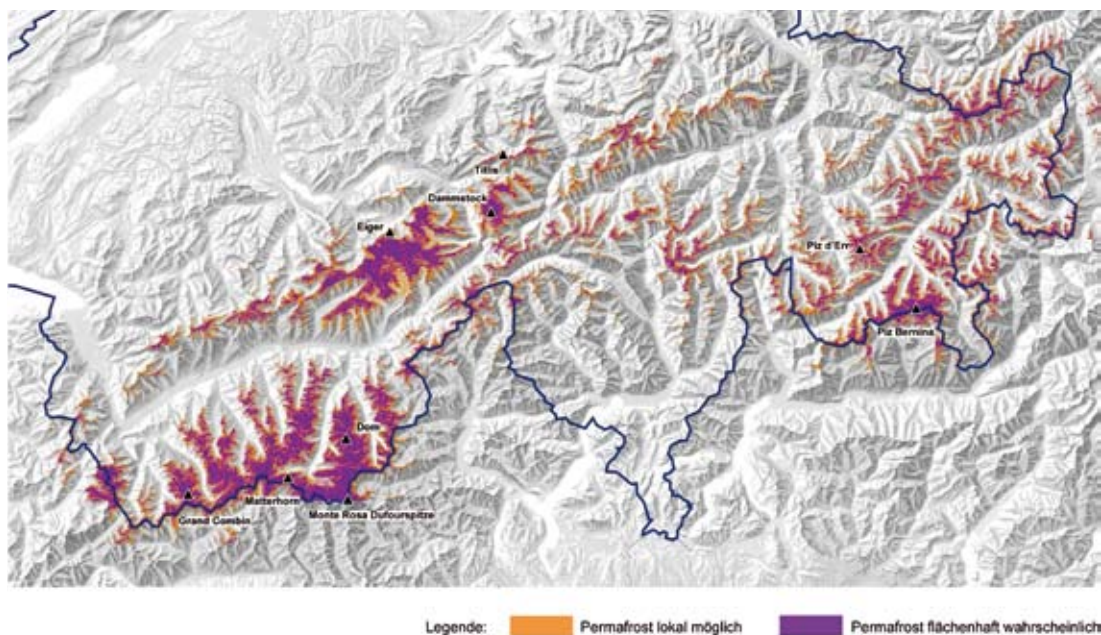 Titlis
Dammstock
Eiger
Piz d'Err
Piz Bernina
Dom
Matterhorn
Grand Combin
Monte Rosa Dufourspitze
Legende: Permafrost lokal möglich Permafrost flächenhaft wahrscheinlich